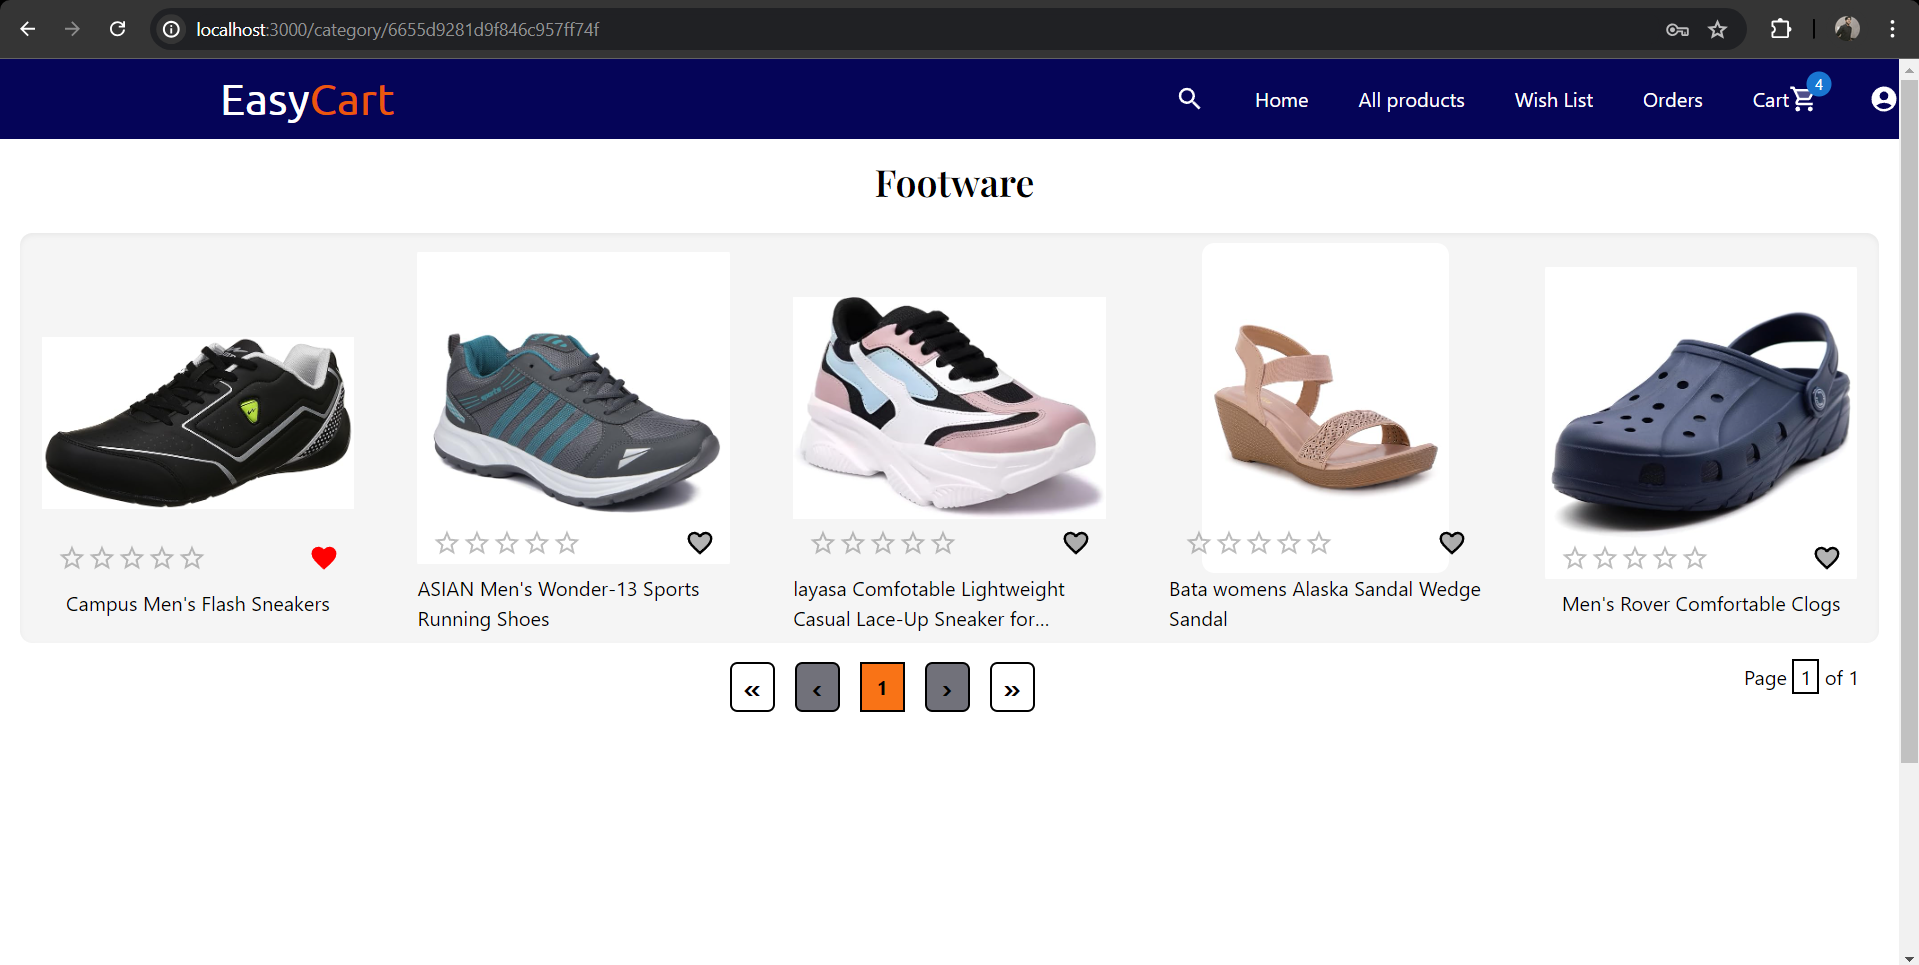 localhost:3000/category/6655d9281d9f846c957ff74f
EasyCart
Home
All products
Wish List
Orders
Cart
4
Footware
sports
Campus Men's Flash Sneakers
ASIAN Men's Wonder-13 Sports
Running Shoes
layasa Comfotable Lightweight
Casual Lace-Up Sneaker for...
Bata womens Alaska Sandal Wedge
Sandal
Men's Rover Comfortable Clogs
« ‹ 1 › »
Page 1 of 1